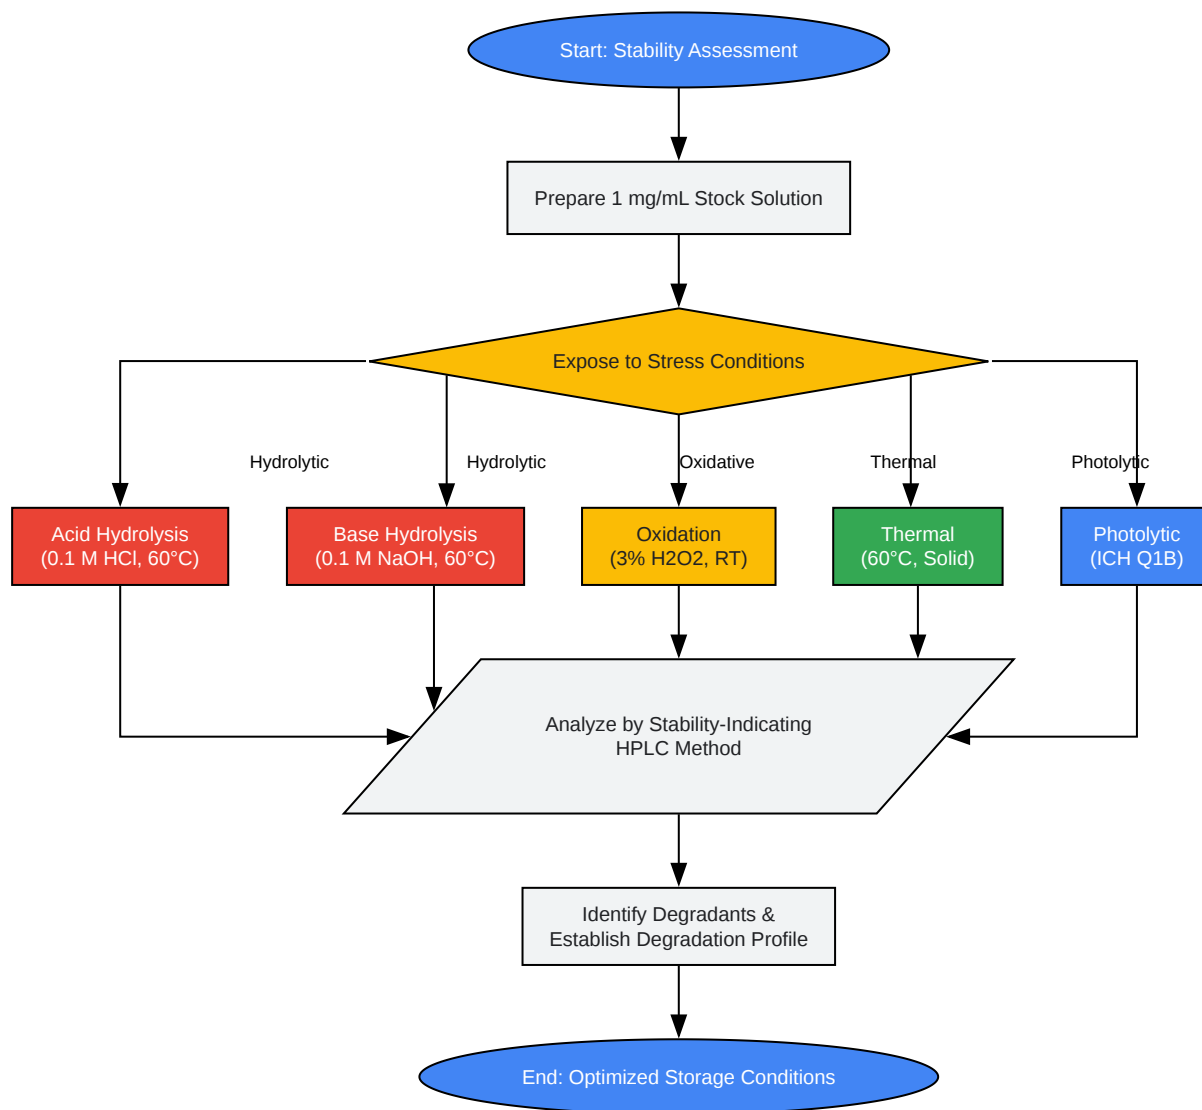 Start: Stability Assessment
Prepare 1 mg/mL Stock Solution
Expose to Stress Conditions
Hydrolytic
Hydrolytic
Oxidative
Thermal
Photolytic
Acid Hydrolysis
(0.1 M HCl, 60°C)
Base Hydrolysis
(0.1 M NaOH, 60°C)
Oxidation
(3% H2O2, RT)
Thermal
(60°C, Solid)
Photolytic
(ICH Q1B)
Analyze by Stability-Indicating
HPLC Method
Identify Degradants &
Establish Degradation Profile
End: Optimized Storage Conditions